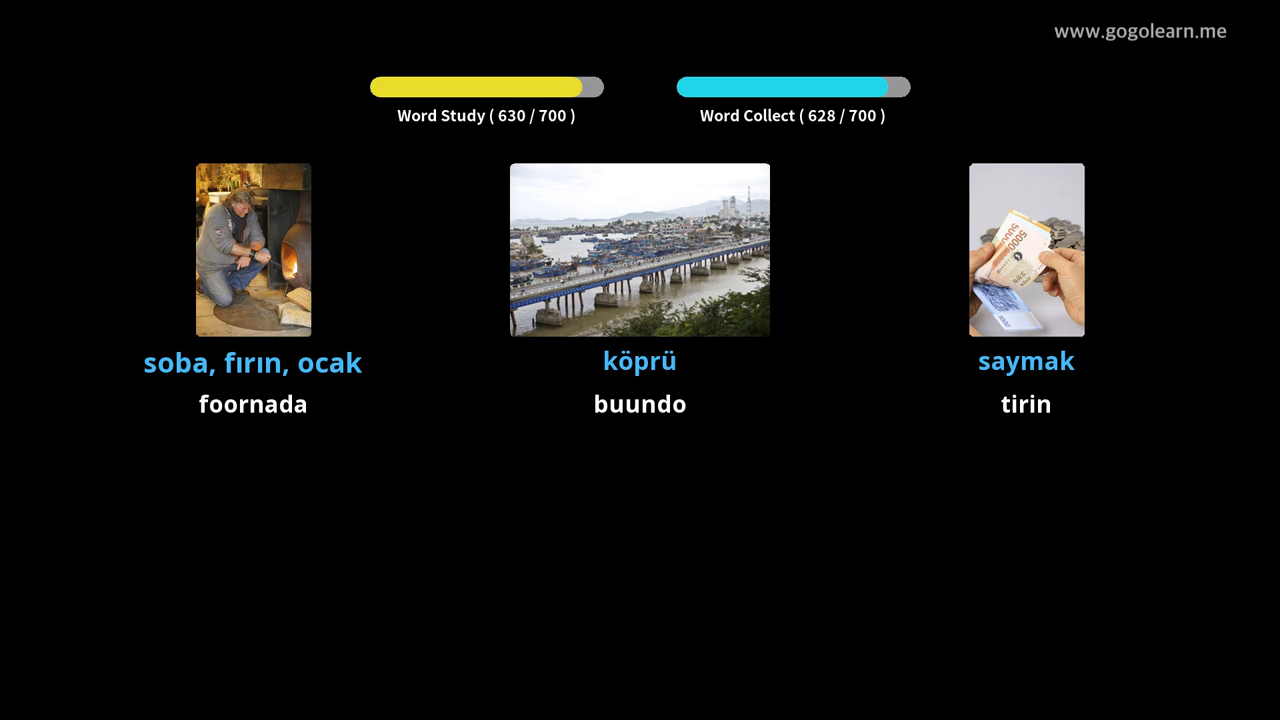 www.gogolearn.me
Word Study ( 630 / 700 )
Word Collect ( 628 / 700 )
soba, fırın, ocak
köprü
saymak
foornada
buundo
tirin